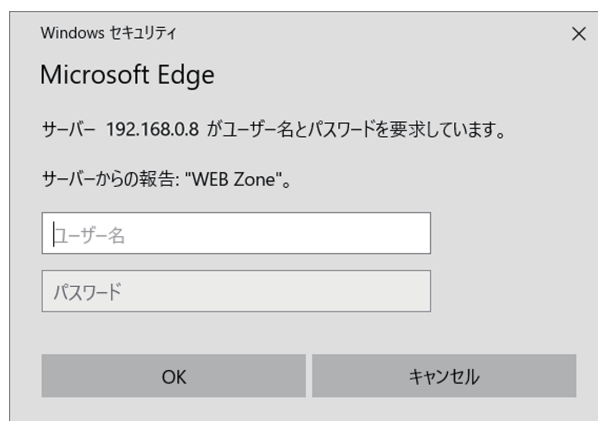 Windows セキュリティ
Microsoft Edge
サーバー 192.168.0.8 がユーザー名とパスワードを要求しています。
サーバーからの報告: "WEB Zone"。
ユーザー名
パスワード
OK
キャンセル